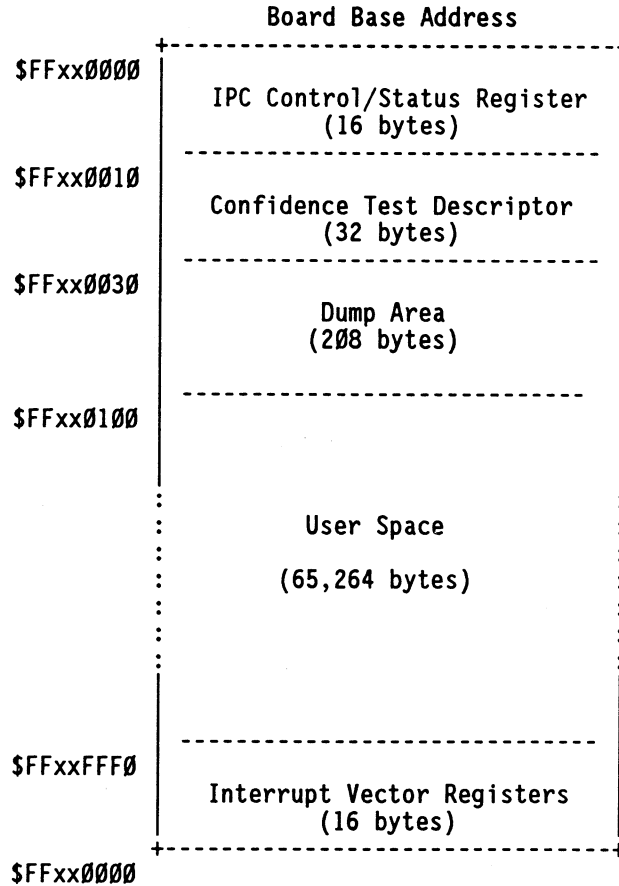 Board Base Address
$FFxx0000
IPC Control/Status Register
(16 bytes)
$FFxx0010
Confidence Test Descriptor
(32 bytes)
$FFxx0030
Dump Area
(208 bytes)
$FFxx0100
User Space
(65,264 bytes)
$FFxxFFF0
Interrupt Vector Registers
(16 bytes)
$FFxx0000